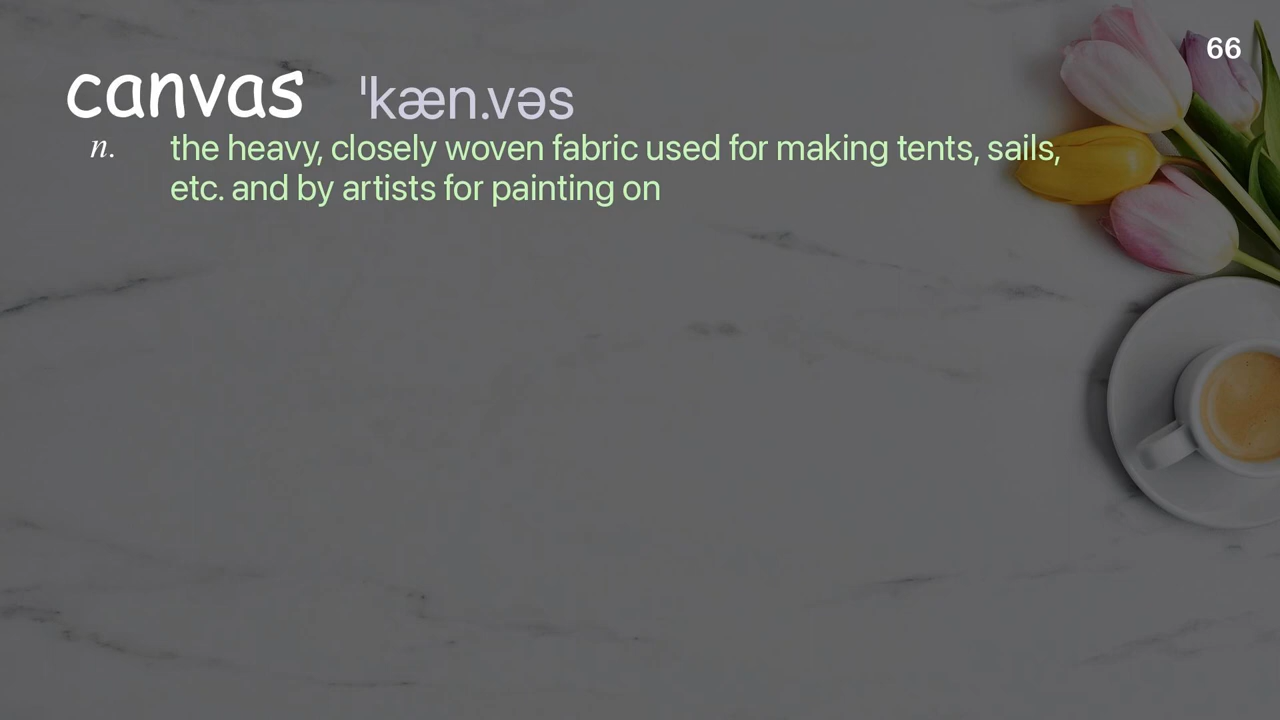 66
canvas ˈkæn.vəs
n. the heavy, closely woven fabric used for making tents, sails,
etc. and by artists for painting on